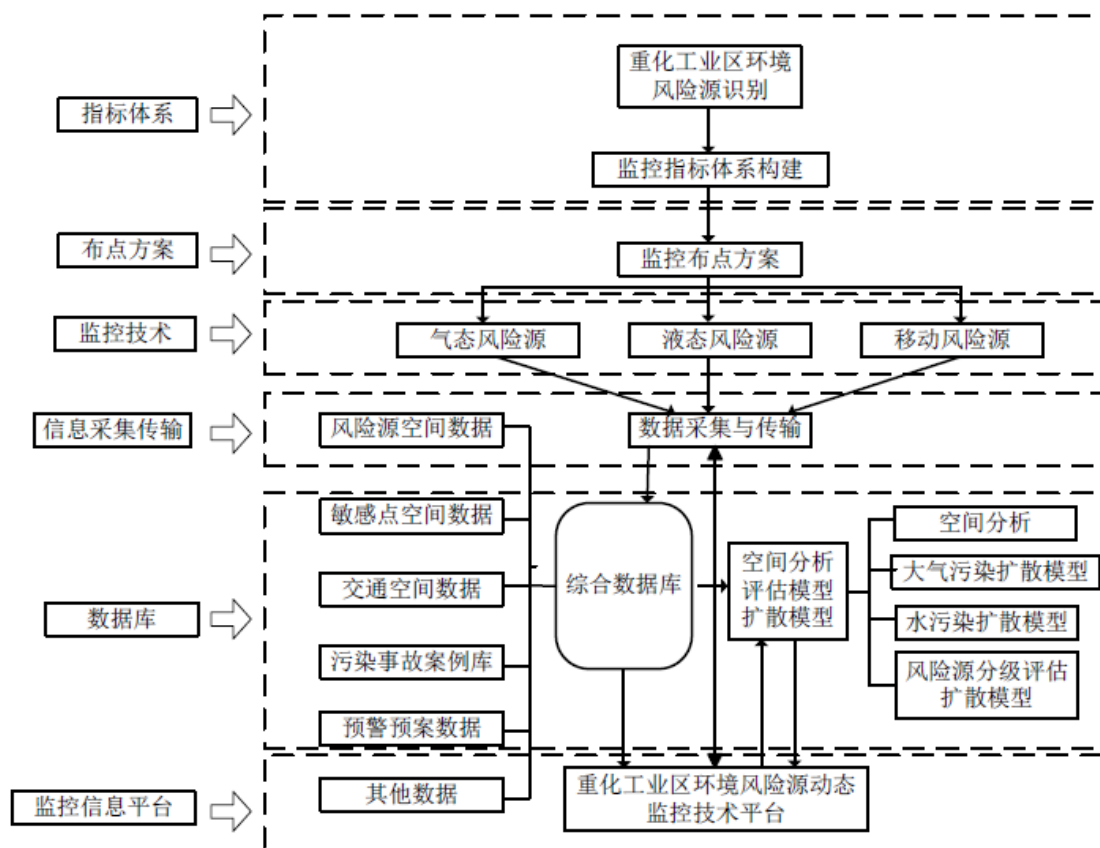 重化工业区环境
风险源识别
指标体系
监控指标体系构建
布点方案
监控布点方案
监控技术
气态风险源
液态风险源
移动风险源
信息采集传输
风险源空间数据
数据采集与传输
敏感点空间数据
空间分析
交通空间数据
综合数据库
空间分析
评估模型
扩散模型
大气污染扩散模型
数据库
水污染扩散模型
污染事故案例库
风险源分级评估
扩散模型
预警预案数据
监控信息平台
其他数据
重化工业区环境风险源动态
监控技术平台